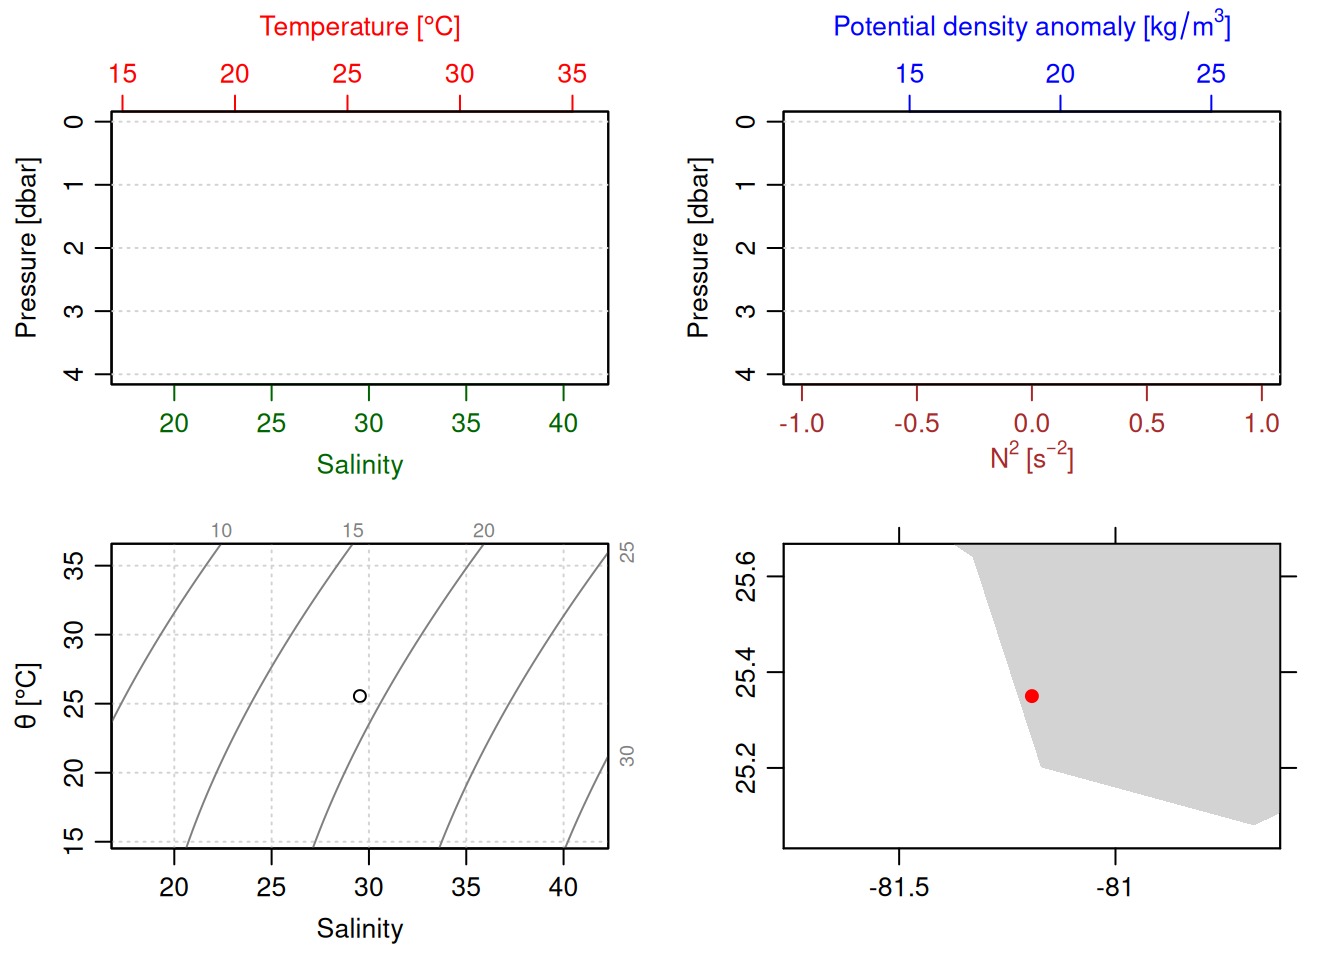 Temperature [°C]
15 20 25 30 35
Pressure [dbar]
0 1 2 3 4
20 25 30 35 40
Salinity
Potential density anomaly [kg/m³]
15 20 25
Pressure [dbar]
0 1 2 3 4
-1.0 -0.5 0.0 0.5 1.0
N² [s⁻²]
10 15 20
25
30
θ [°C]
35 30 25 20 15
20 25 30 35 40
Salinity
25.6 25.4 25.2
-81.5 -81